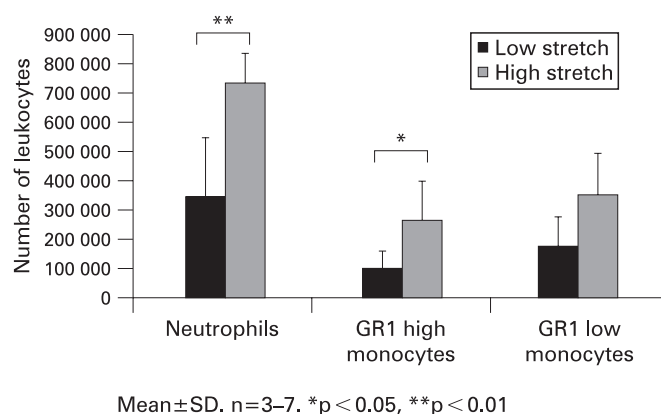 900 000
800 000
700 000
600 000
500 000
400 000
300 000
200 000
100 000
0
Number of leukocytes
**
*
Low stretch
High stretch
Neutrophils
GR1 high
monocytes
GR1 low
monocytes
Mean±SD. n=3–7. *p<0.05, **p<0.01